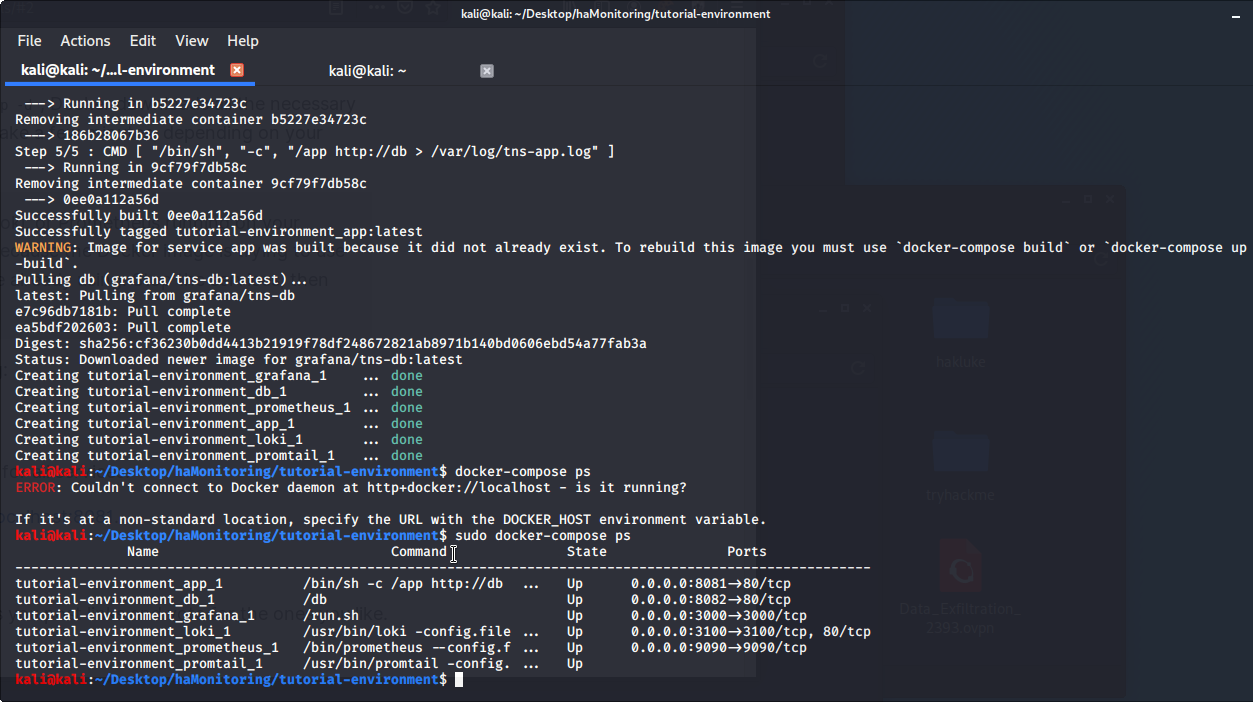 kali@kali: ~/Desktop/haMonitoring/tutorial-environment
File Actions Edit View Help
kali@kali: ~/...l-environment kali@kali: ~
---> Running in b5227e34723c
Removing intermediate container b5227e34723c
---> 186b28067b36
Step 5/5 : CMD [ "/bin/sh", "-c", "/app http://db > /var/log/tns-app.log" ]
---> Running in 9cf79f7db58c
Removing intermediate container 9cf79f7db58c
---> 0ee0a112a56d
Successfully built 0ee0a112a56d
Successfully tagged tutorial-environment_app:latest
WARNING: Image for service app was built because it did not already exist. To rebuild this image you must use `docker-compose build` or `docker-compose up
-build`.
Pulling db (grafana/tns-db:latest)...
latest: Pulling from grafana/tns-db
e7c96db7181b: Pull complete
ea5bdf202603: Pull complete
Digest: sha256:cf36230b0dd4413b21919f78df248672821ab8971b140bd0606ebd54a77fab3a
Status: Downloaded newer image for grafana/tns-db:latest
Creating tutorial-environment_grafana_1 ... done
Creating tutorial-environment_db_1 ... done
Creating tutorial-environment_prometheus_1 ... done
Creating tutorial-environment_app_1 ... done
Creating tutorial-environment_loki_1 ... done
Creating tutorial-environment_promtail_1 ... done
kali@kali:~/Desktop/haMonitoring/tutorial-environment$ docker-compose ps
ERROR: Couldn't connect to Docker daemon at http+docker://localhost - is it running?
If it's at a non-standard location, specify the URL with the DOCKER_HOST environment variable.
kali@kali:~/Desktop/haMonitoring/tutorial-environment$ sudo docker-compose ps
Name Command State Ports
-----------------------------------------------------------------------------------------------------------
tutorial-environment_app_1 /bin/sh -c /app http://db ... Up 0.0.0.0:8081->80/tcp
tutorial-environment_db_1 /db Up 0.0.0.0:8082->80/tcp
tutorial-environment_grafana_1 /run.sh Up 0.0.0.0:3000->3000/tcp
tutorial-environment_loki_1 /usr/bin/loki -config.file ... Up 0.0.0.0:3100->3100/tcp, 80/tcp
tutorial-environment_prometheus_1 /bin/prometheus --config.f ... Up 0.0.0.0:9090->9090/tcp
tutorial-environment_promtail_1 /usr/bin/promtail -config. ... Up
kali@kali:~/Desktop/haMonitoring/tutorial-environment$
hakluke
tryhackme
Data_Exfiltration_
2393.ovpn